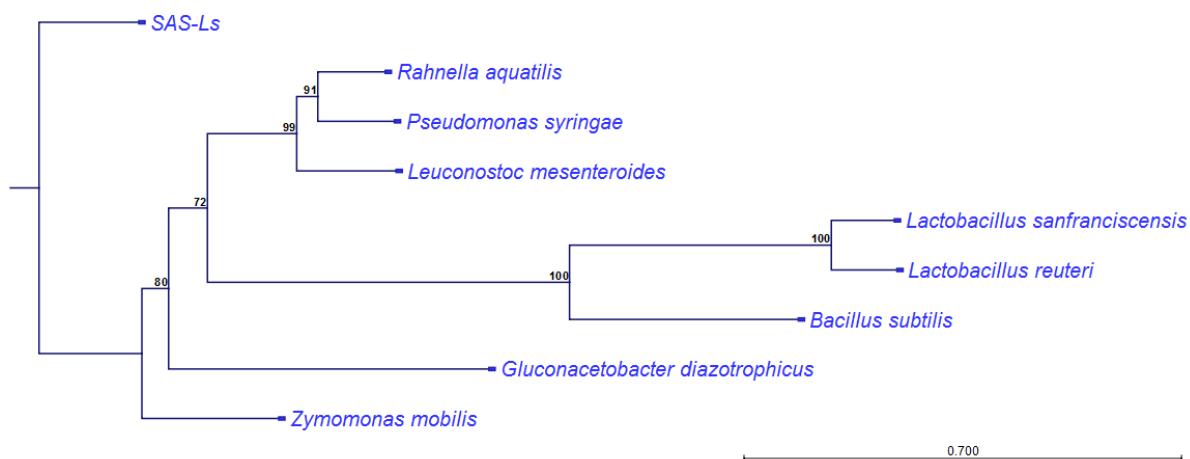 SAS-Ls
Rahnella aquatilis
91
Pseudomonas syringae
99
Leuconostoc mesenteroides
72
Lactobacillus sanfranciscensis
100
Lactobacillus reuteri
100
80
Bacillus subtilis
Gluconacetobacter diazotrophicus
Zymomonas mobilis
0.700